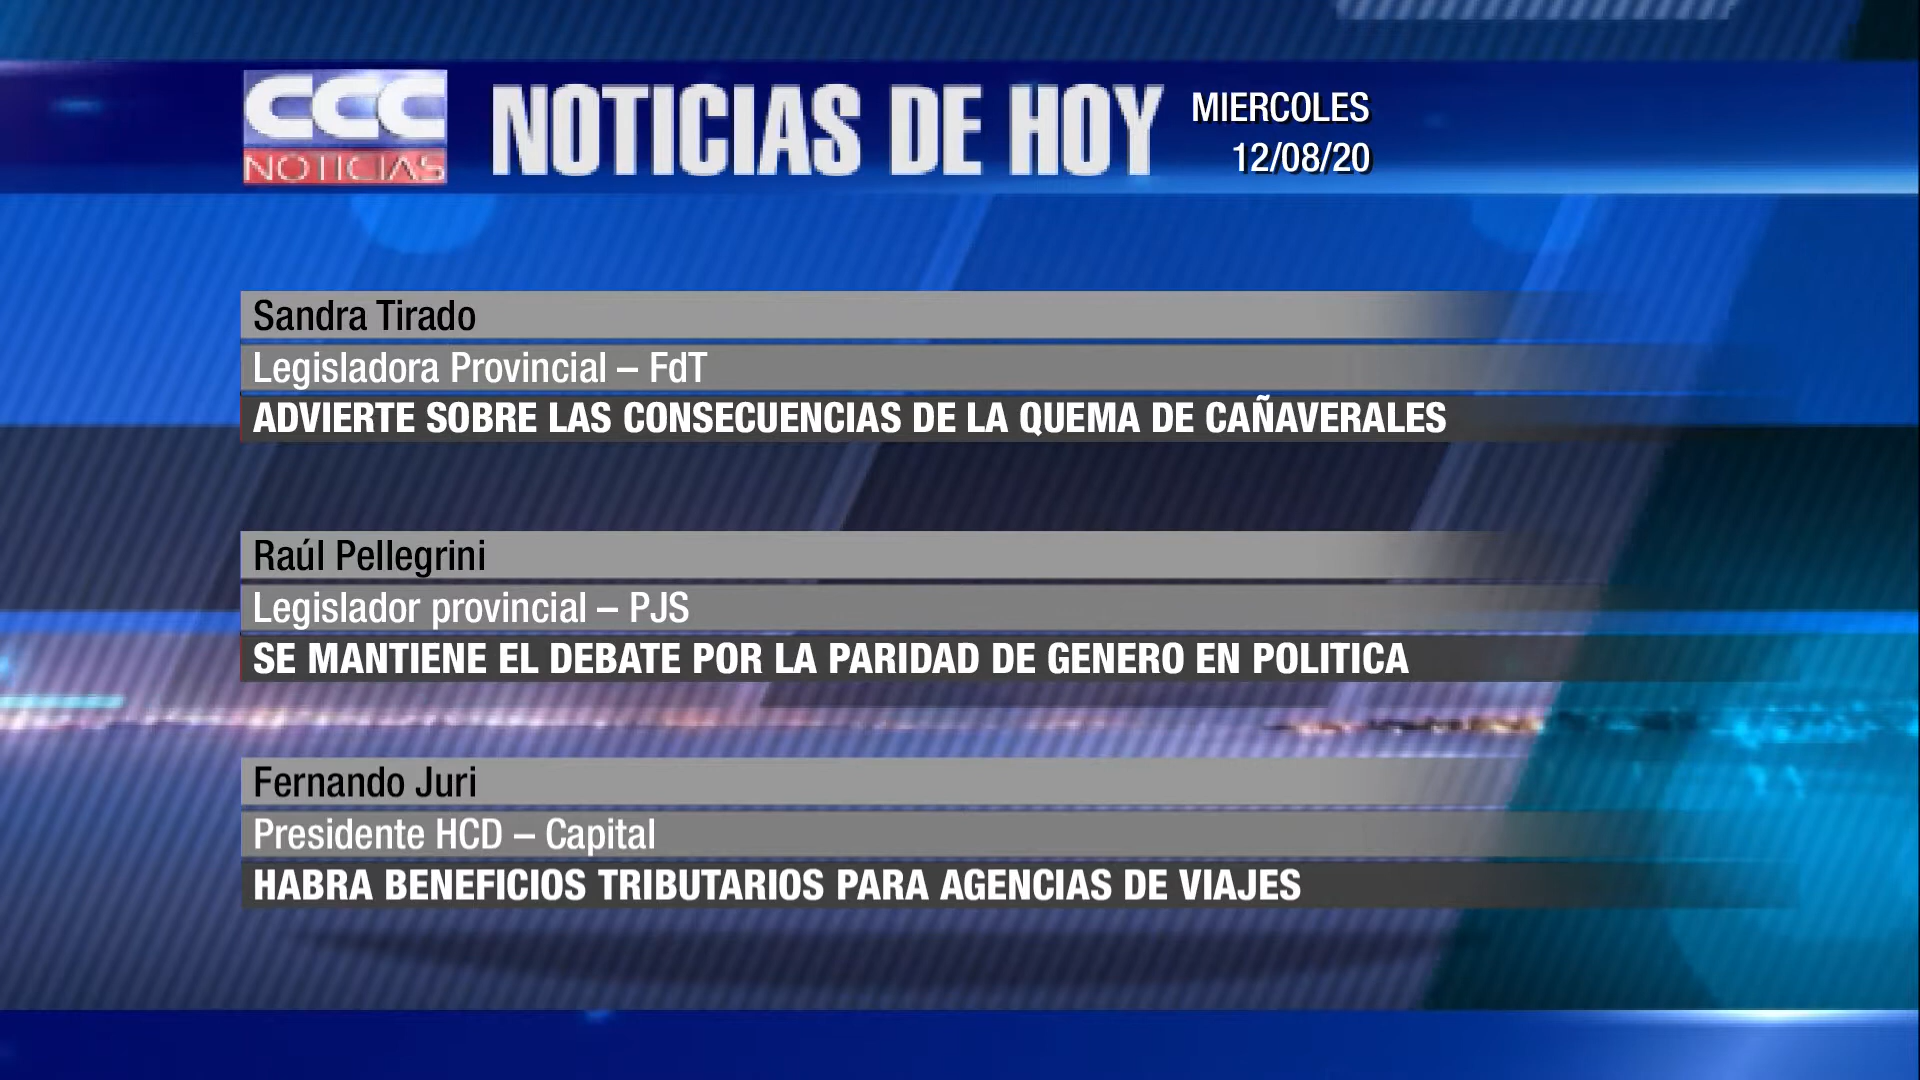 CCC
NOTICIAS
NOTICIAS DE HOY
MIERCOLES
12/08/20
Sandra Tirado
Legisladora Provincial – FdT
ADVIERTE SOBRE LAS CONSECUENCIAS DE LA QUEMA DE CAÑAVERALES
Raúl Pellegrini
Legislador provincial – PJS
SE MANTIENE EL DEBATE POR LA PARIDAD DE GENERO EN POLITICA
Fernando Juri
Presidente HCD – Capital
HABRA BENEFICIOS TRIBUTARIOS PARA AGENCIAS DE VIAJES